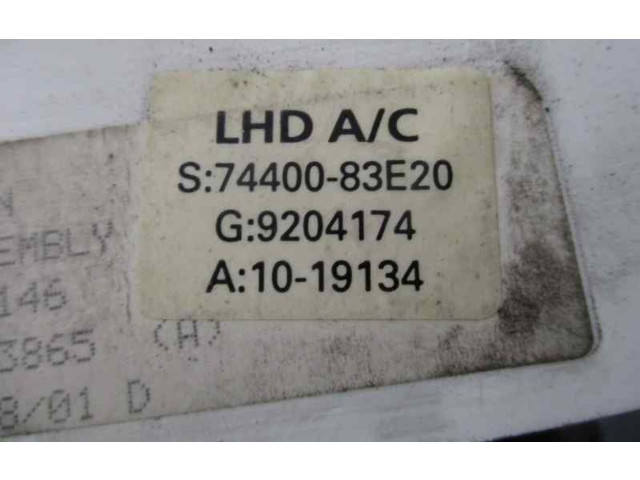 LHD A/C
S:74400-83E20
G:9204174
A:10-19134
N
EMBLY
146
3865 (A)
8/01 D